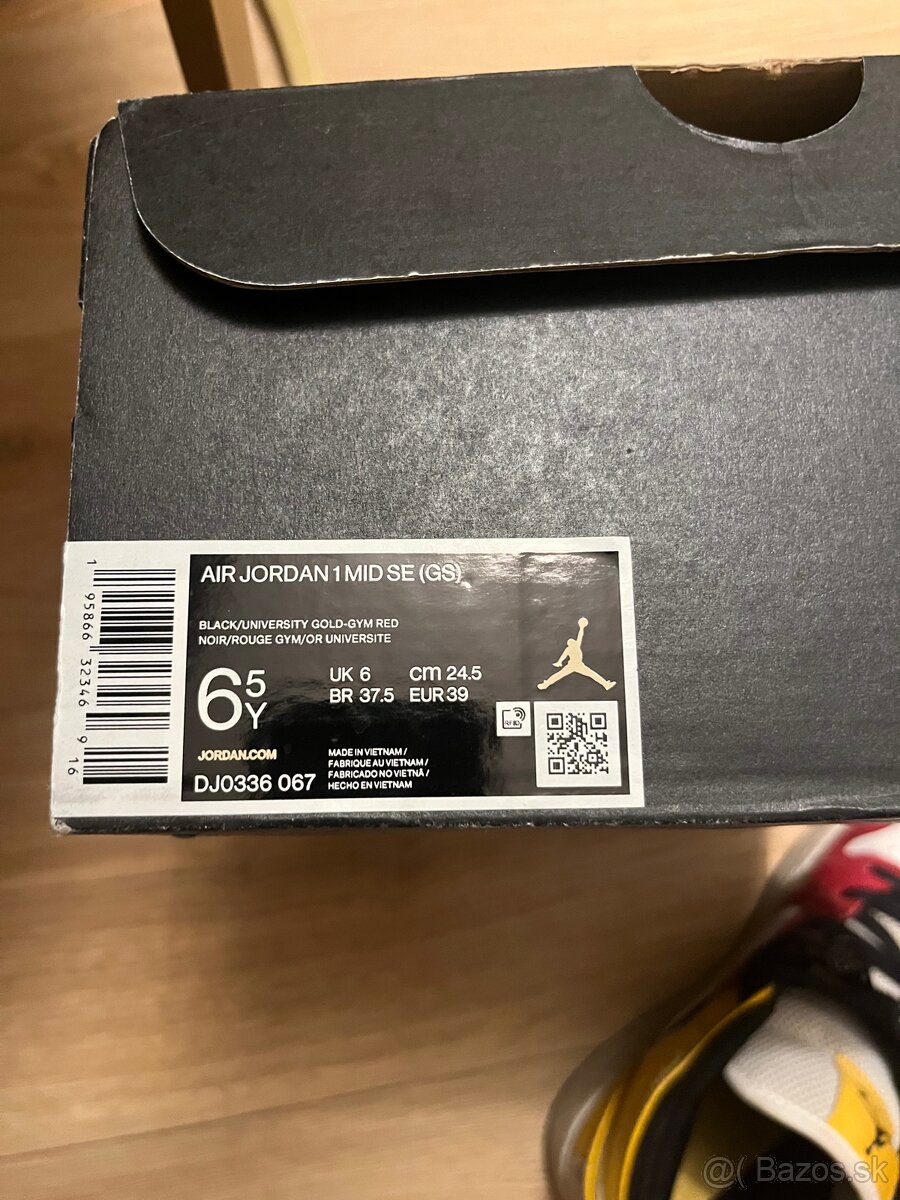 AIR JORDAN 1 MID SE (GS)
BLACK/UNIVERSITY GOLD-GYM RED
NOIR/ROUGE GYM/OR UNIVERSITE
6 5 Y
UK 6 cm 24.5
BR 37.5 EUR 39
RFID
JORDAN.COM
DJ0336 067
MADE IN VIETNAM /
FABRIQUE AU VIETNAM /
FABRICADO NO VIETNÃ /
HECHO EN VIETNAM
1 95866 32346 9 16
@( Bazos.sk